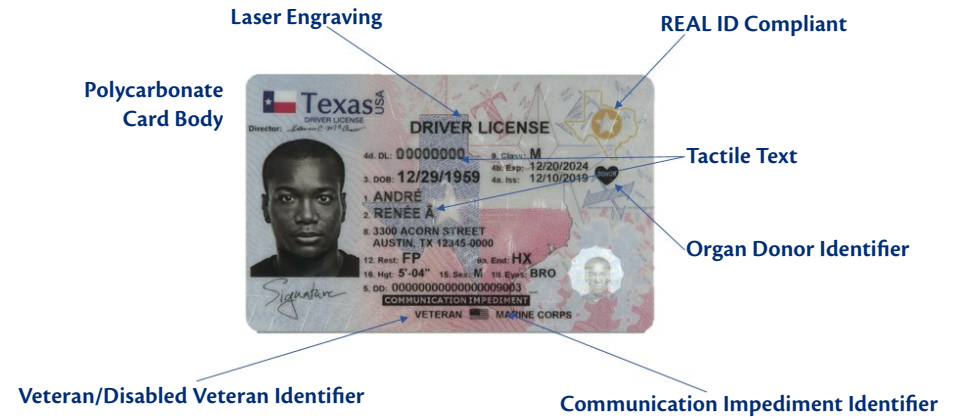 Laser Engraving
REAL ID Compliant
Polycarbonate
Card Body
Texas USA
DRIVER LICENSE
Director:
DRIVER LICENSE
4d. DL: 00000000 9. Class: M
4b. Exp: 12/20/2024
3. DOB: 12/29/1959 4a. Iss: 12/10/2019
DONOR
Tactile Text
1. ANDRÉ
2. RENÉE Ã
8. 3300 ACORN STREET
AUSTIN, TX 12345-0000
Organ Donor Identifier
12. Rest: FP 9a. End: HX
16. Hgt: 5'-04" 15. Sex: M 18. Eyes: BRO
5. DD: 00000000000000009003
Signature
COMMUNICATION IMPEDIMENT
VETERAN MARINE CORPS
Veteran/Disabled Veteran Identifier
Communication Impediment Identifier